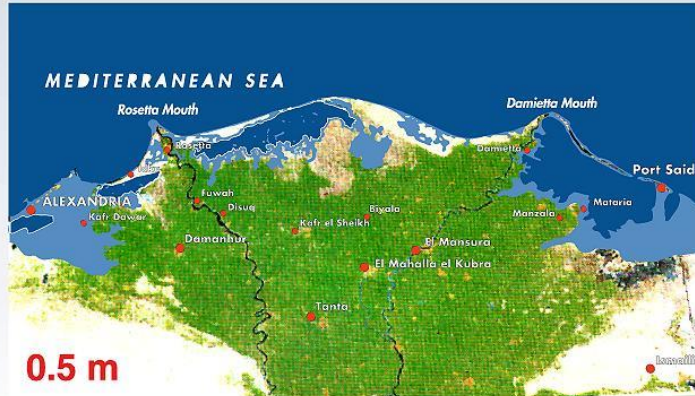 MEDITERRANEAN SEA
Rosetta Mouth
Damietta Mouth
Rosetta
Damietta
Port Said
ALEXANDRIA
Fuwah
Disuq
Biyala
Manzala
Mataria
Kafr Dawar
Kafr el Sheikh
Damanhur
El Mansura
El Mahalla el Kubra
Tanta
0.5 m